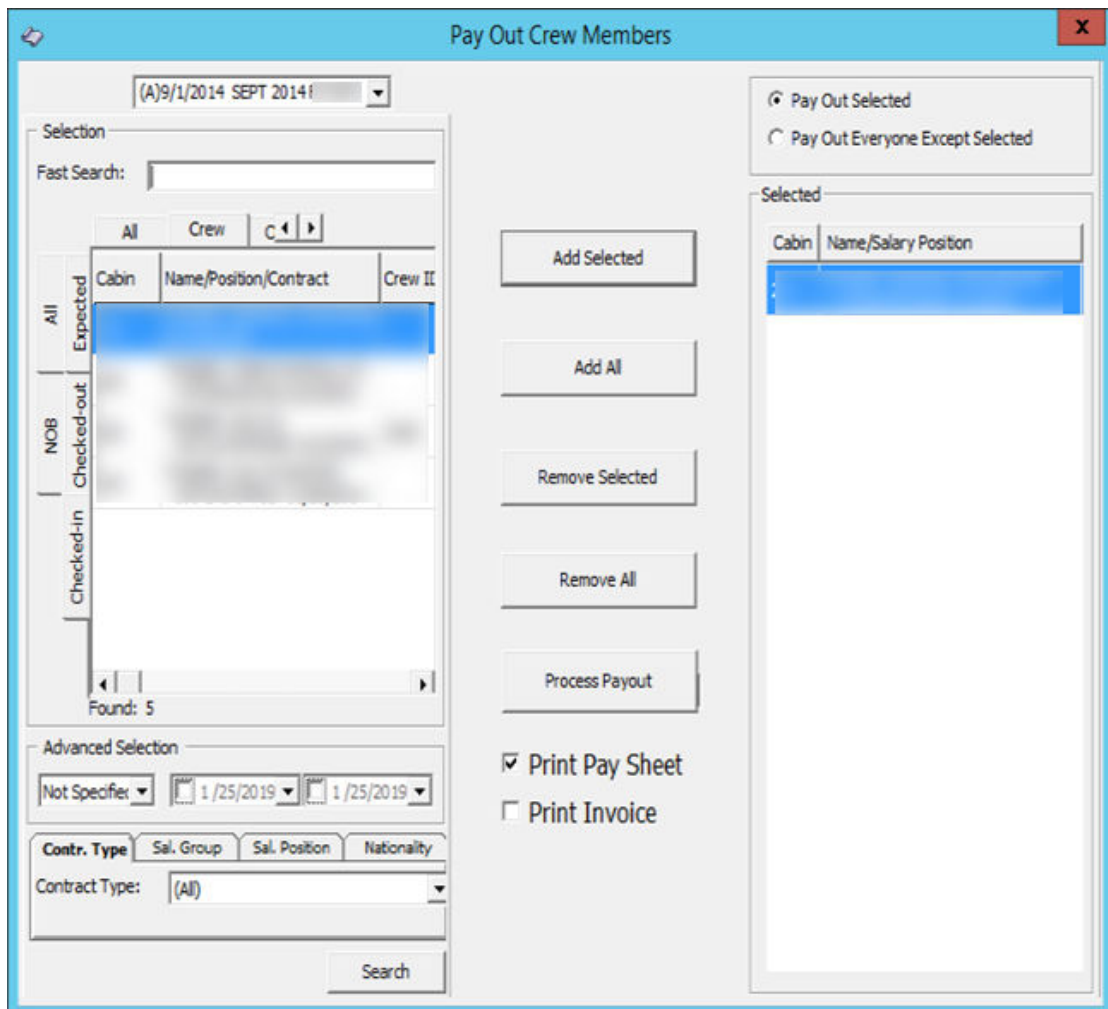 Pay Out Crew Members
X
(A)9/1/2014 SEPT 2014
Selection
Fast Search:
All
Crew
C
All
NOB
Expected
Checked-out
Checked-in
Cabin
Name/Position/Contract
Crew ID
Found: 5
Advanced Selection
Not Specified
1/25/2019
1/25/2019
Contr. Type
Sal. Group
Sal. Position
Nationality
Contract Type:
(All)
Search
Add Selected
Add All
Remove Selected
Remove All
Process Payout
Print Pay Sheet
Print Invoice
Pay Out Selected
Pay Out Everyone Except Selected
Selected
Cabin
Name/Salary Position